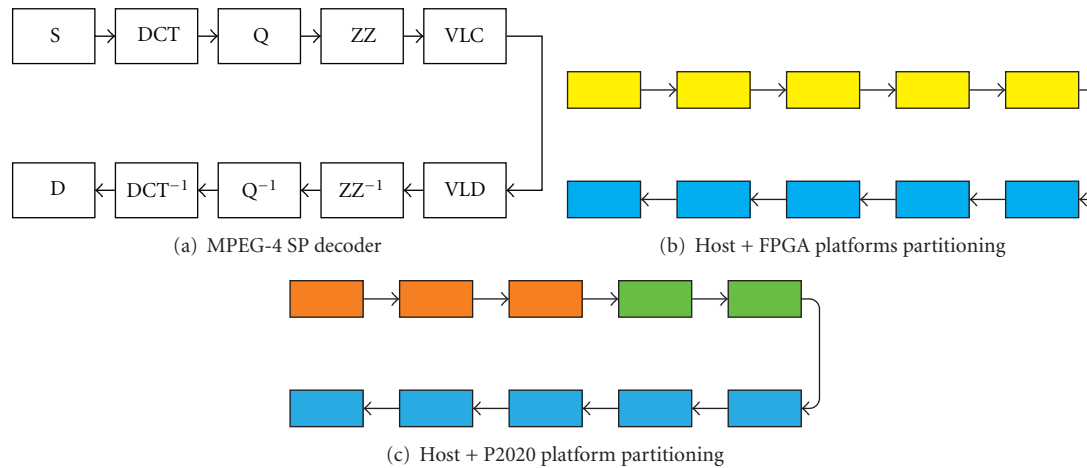 S DCT Q ZZ VLC
D DCT⁻¹ Q⁻¹ ZZ⁻¹ VLD
(a) MPEG-4 SP decoder
(b) Host + FPGA platforms partitioning
(c) Host + P2020 platform partitioning